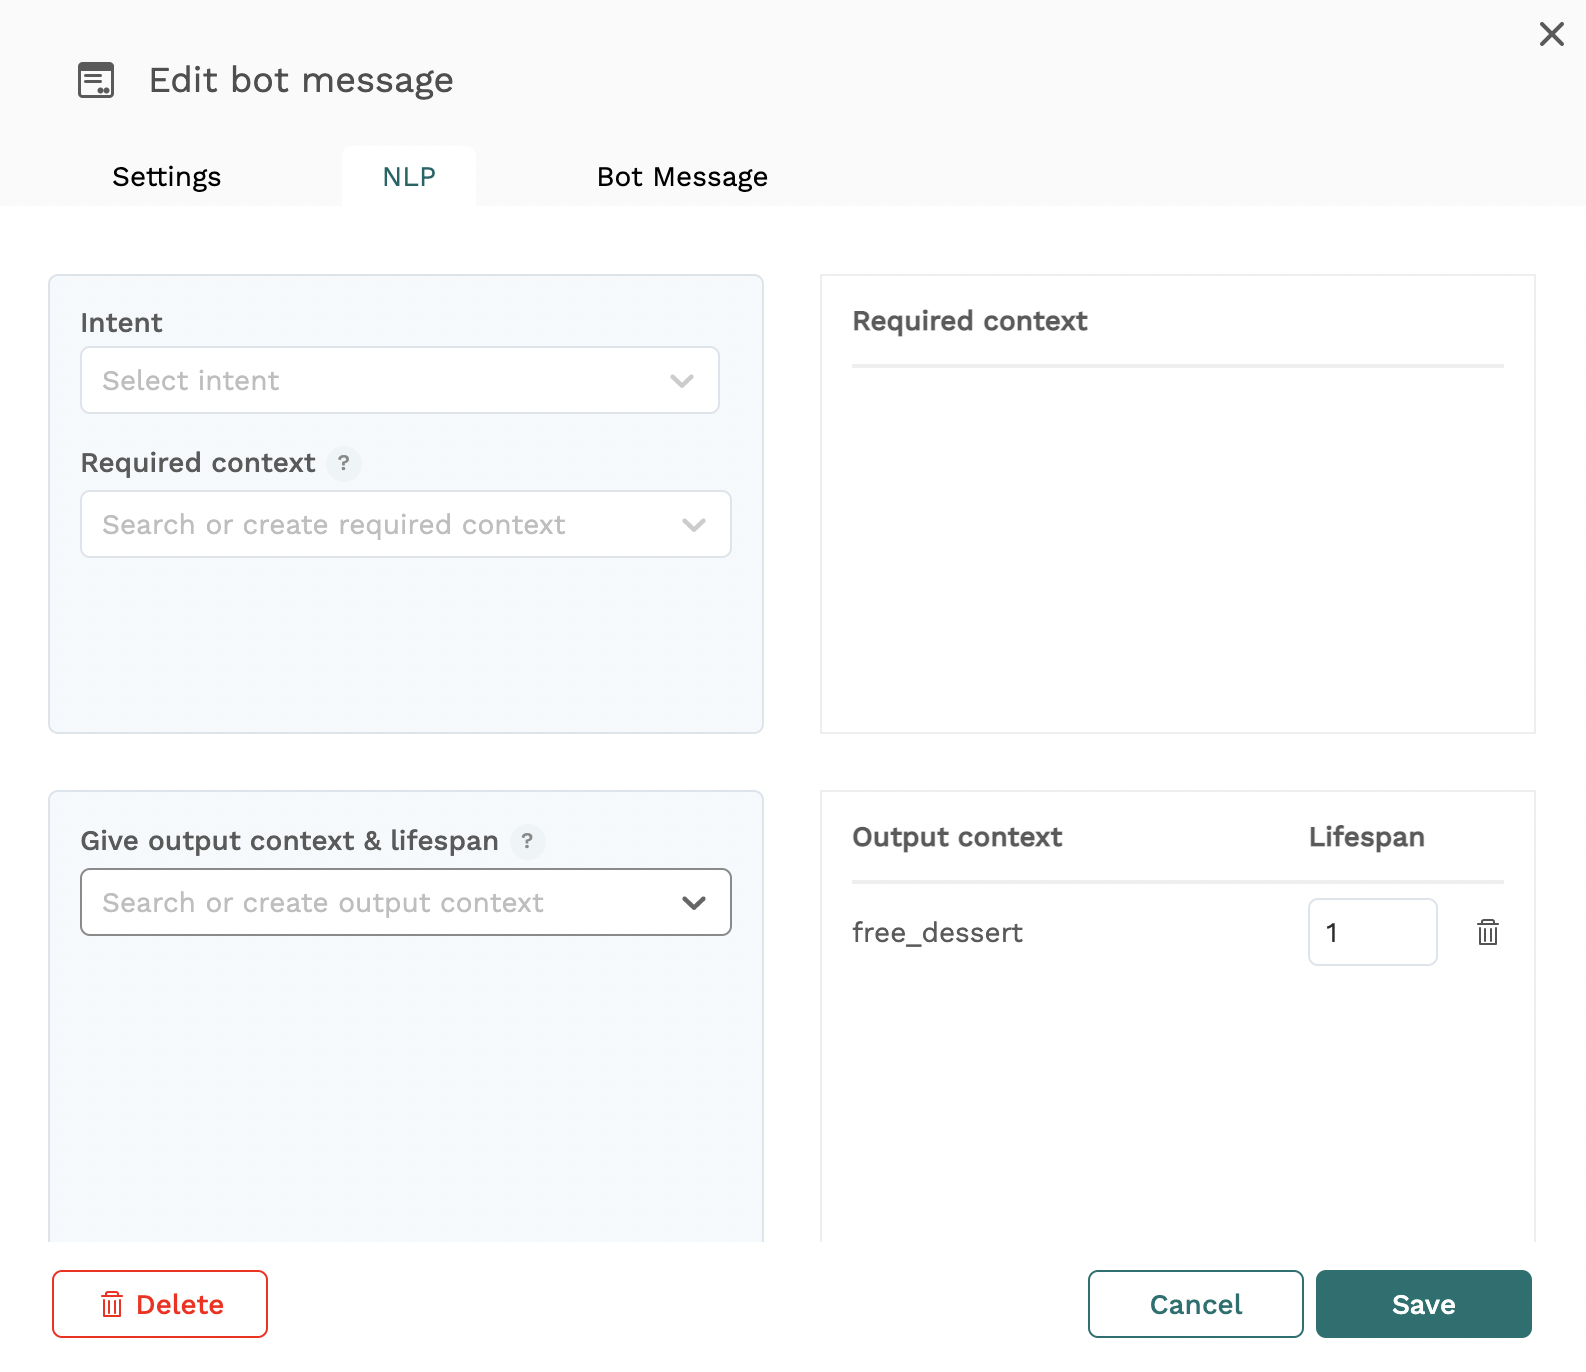 Edit bot message
Settings
NLP
Bot Message
Intent
Select intent
Required context ?
Search or create required context
Required context
Give output context & lifespan ?
Search or create output context
Output context Lifespan
free_dessert 1
Delete
Cancel
Save